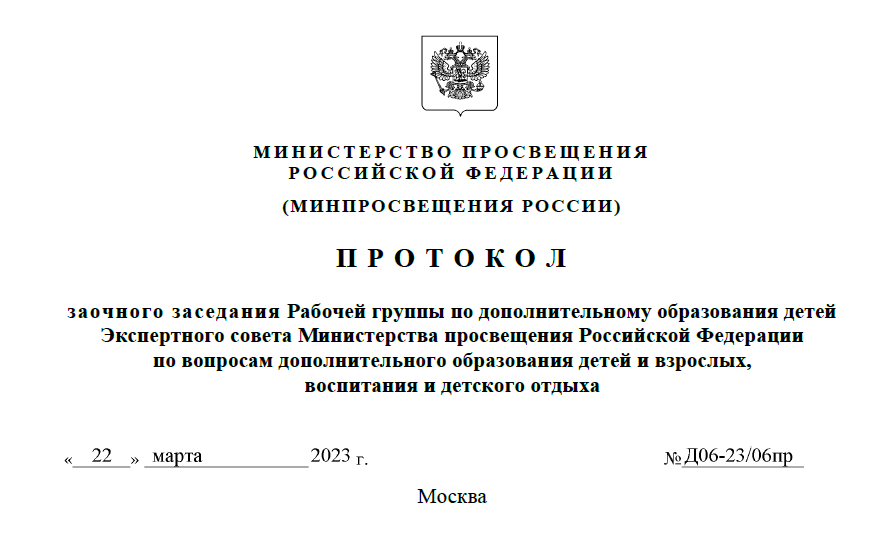 МИНИСТЕРСТВО ПРОСВЕЩЕНИЯ
РОССИЙСКОЙ ФЕДЕРАЦИИ
(МИНПРОСВЕЩЕНИЯ РОССИИ)
ПРОТОКОЛ
заочного заседания Рабочей группы по дополнительному образования детей
Экспертного совета Министерства просвещения Российской Федерации
по вопросам дополнительного образования детей и взрослых,
воспитания и детского отдыха
«22» марта 2023 г. №Д06-23/06пр
Москва